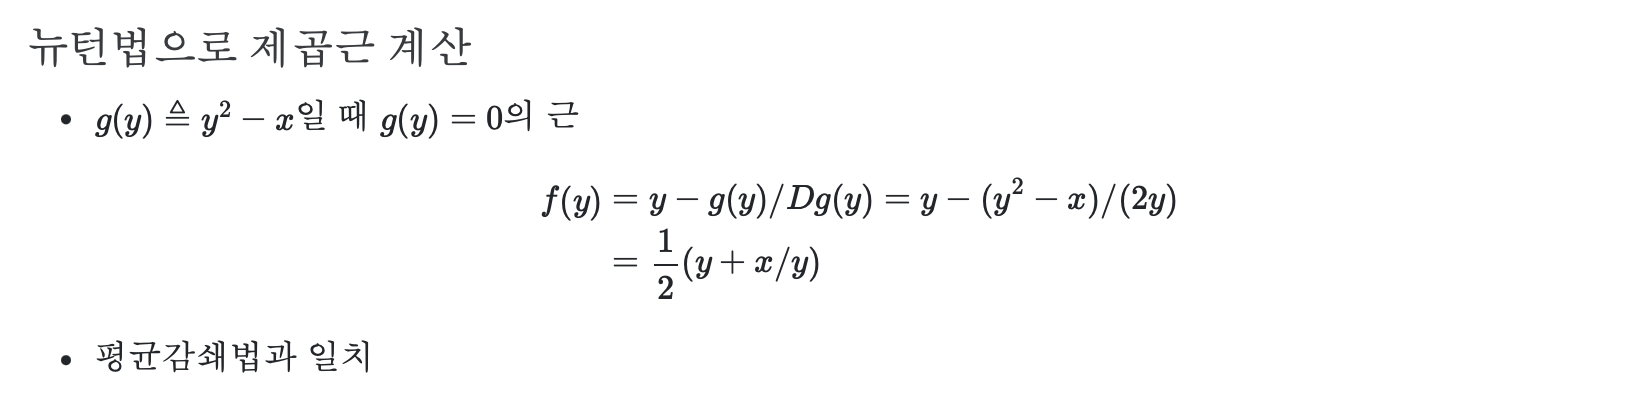 뉴턴법으로 제곱근 계산
• g(y) ≜ y² − x일 때 g(y) = 0의 근
f(y) = y − g(y)/Dg(y) = y − (y² − x)/(2y)
= \frac{1}{2}(y + x/y)
• 평균감쇄법과 일치